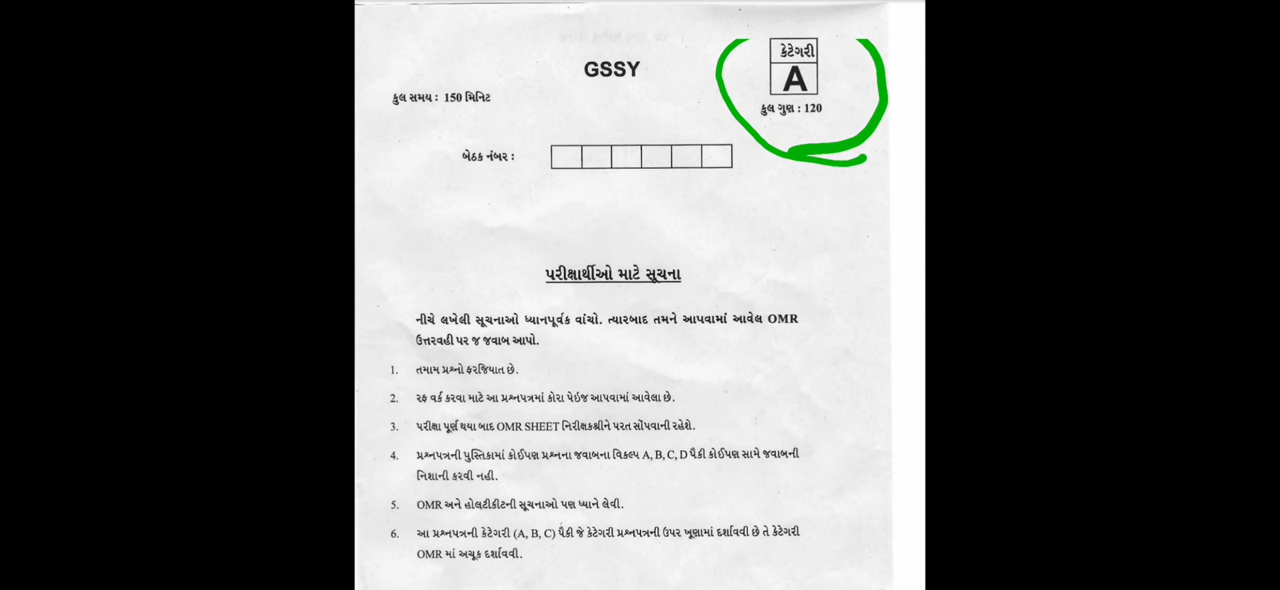 કેટેગરી
GSSY
A
કુલ સમય : 150 મિનિટ
કુલ ગુણ : 120
બેઠક નંબર :
પરીક્ષાર્થીઓ માટે સૂચના
નીચે લખેલી સૂચનાઓ ધ્યાનપૂર્વક વાંચો. ત્યારબાદ તમને આપવામાં આવેલ OMR
ઉત્તરવહી પર જ જવાબ આપો.
1. તમામ પ્રશ્નો ફરજિયાત છે.
2. રફ વર્ક કરવા માટે આ પ્રશ્નપત્રમાં કોરા પેઇજ આપવામાં આવેલા છે.
3. પરીક્ષા પૂર્ણ થયા બાદ OMR SHEET નિરીક્ષકશ્રીને પરત સોંપવાની રહેશે.
4. પ્રશ્નપત્રની પુસ્તિકામાં કોઈપણ પ્રશ્નના જવાબના વિકલ્પ A, B, C, D પૈકી કોઈપણ સામે જવાબની
નિશાની કરવી નહી.
5. OMR અને હોલટીકીટની સૂચનાઓ પણ ધ્યાને લેવી.
6. આ પ્રશ્નપત્રની કેટેગરી (A, B, C) પૈકી જે કેટેગરી પ્રશ્નપત્રની ઉપર ખૂણામાં દર્શાવવી છે તે કેટેગરી
OMR માં અચૂક દર્શાવવી.